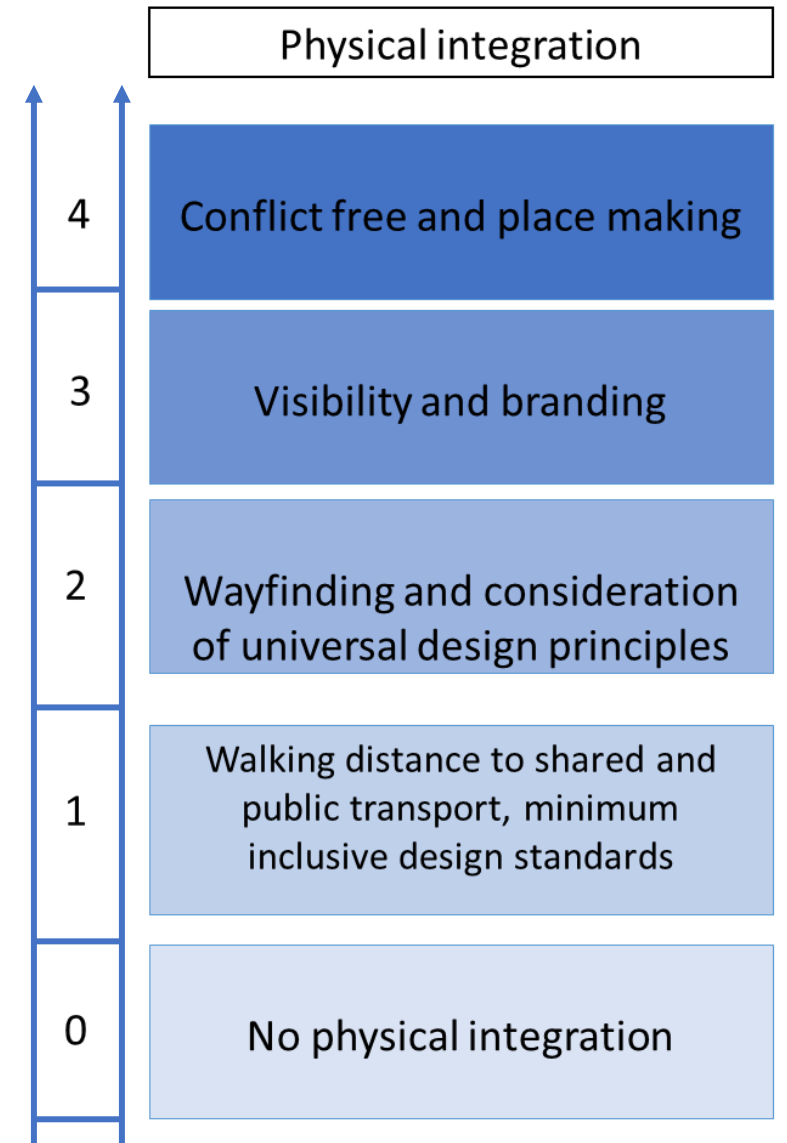 Physical integration
4
Conflict free and place making
3
Visibility and branding
2
Wayfinding and consideration
of universal design principles
1
Walking distance to shared and
public transport, minimum
inclusive design standards
0
No physical integration